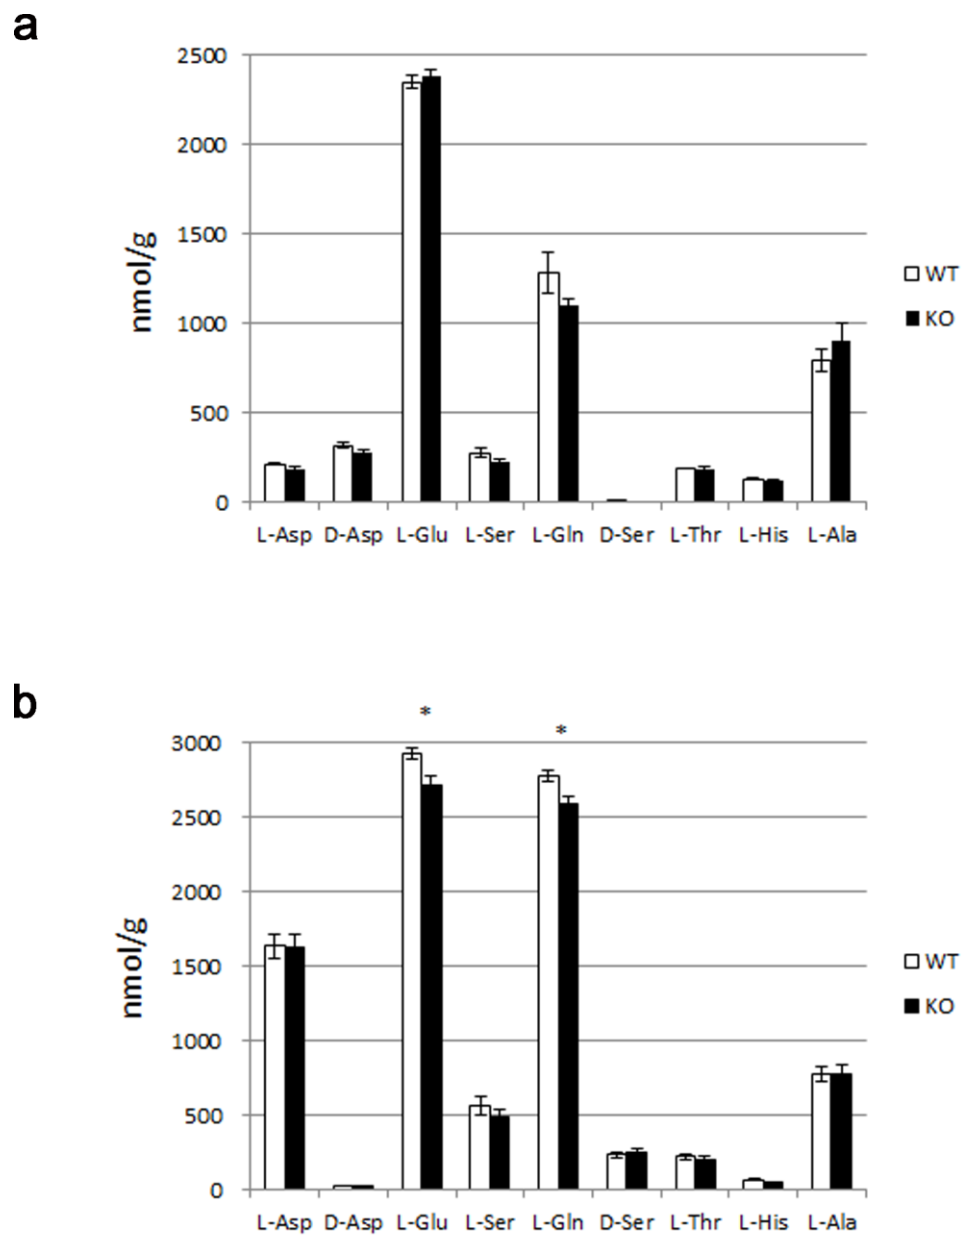 a
2500
2000
1500
1000
500
0
nmol/g
L-Asp D-Asp L-Glu L-Ser L-Gln D-Ser L-Thr L-His L-Ala
WT
KO
b
* *
3000
2500
2000
1500
1000
500
0
nmol/g
L-Asp D-Asp L-Glu L-Ser L-Gln D-Ser L-Thr L-His L-Ala
WT
KO